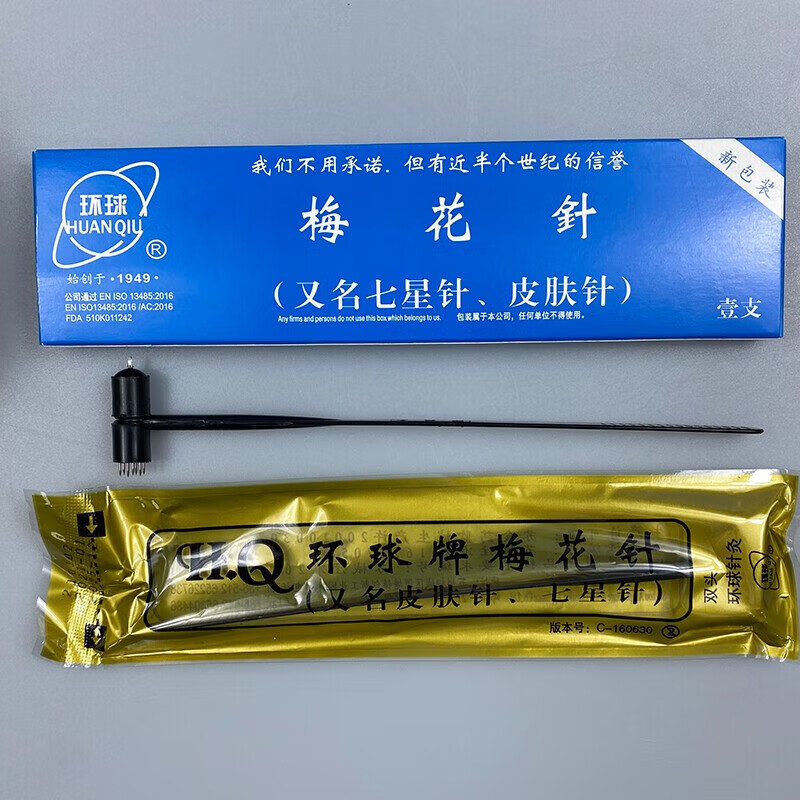 我们不用承诺．但有近半个世纪的信誉
新包装
环球
HUAN QIU
®
始创于·1949·
梅花針
公司通过 EN ISO 13485:2016
EN ISO13485:2016 /AC:2016
FDA 510K011242
（又名七星针、皮肤针）
壹支
Any firms and persons do not use this box which belongs to us.
包装属于本公司，任何单位不得使用。
H.Q 环球牌梅花针
（又名皮肤针、七星针）
双头
环球针灸
环球
版本号：C-160630